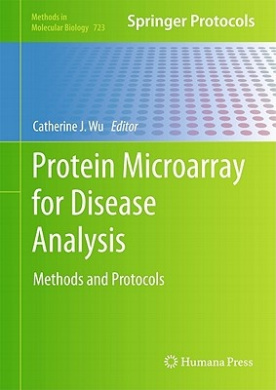 Methods in
Molecular Biology 723
Springer Protocols
Catherine J. Wu Editor
Protein Microarray
for Disease
Analysis
Methods and Protocols
Humana Press